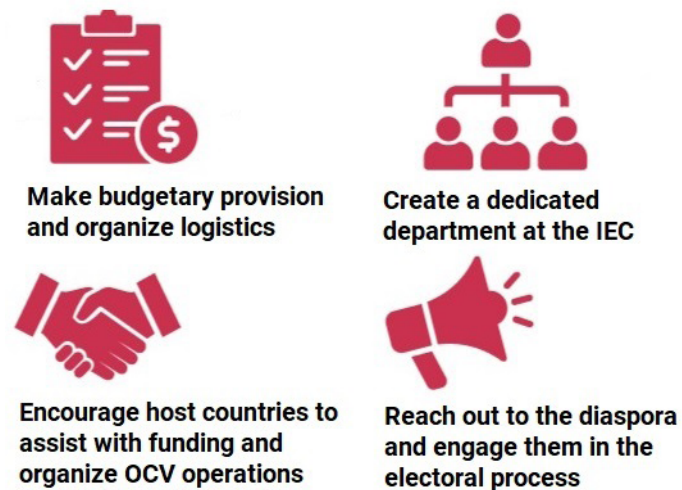 $
Make budgetary provision
and organize logistics
Create a dedicated
department at the IEC
Encourage host countries to
assist with funding and
organize OCV operations
Reach out to the diaspora
and engage them in the
electoral process